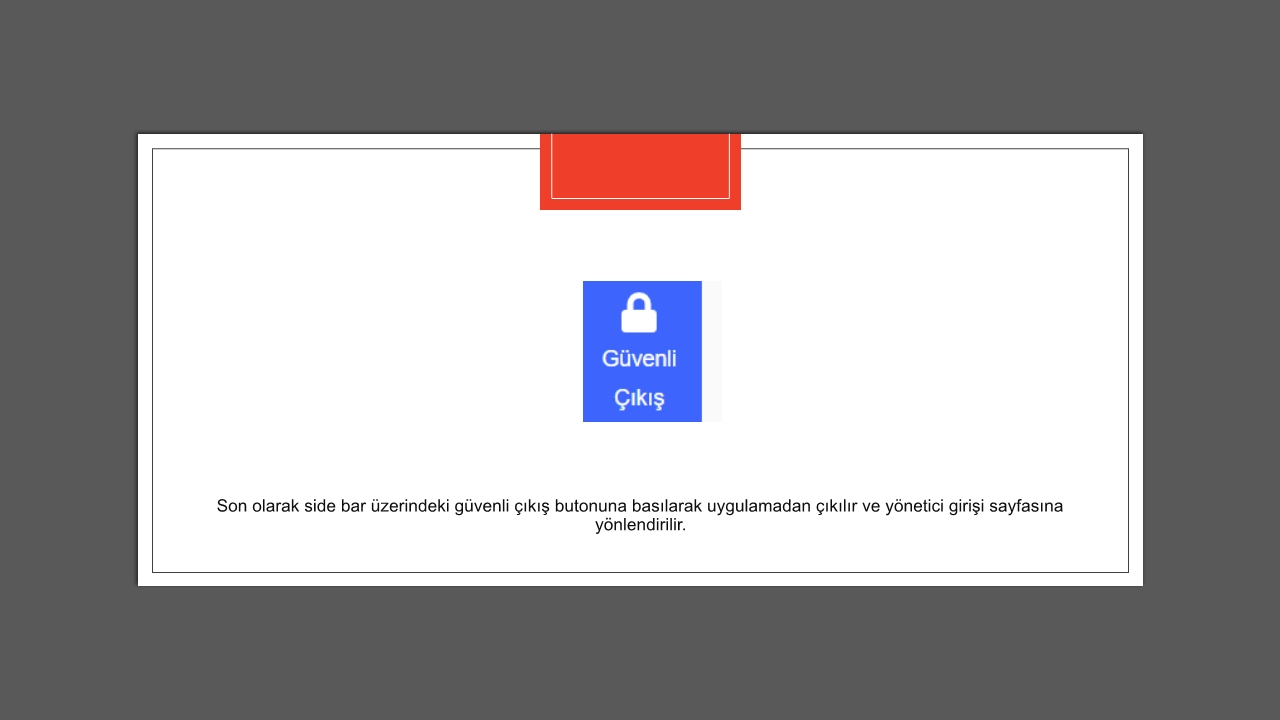 Güvenli
Çıkış
Son olarak side bar üzerindeki güvenli çıkış butonuna basılarak uygulamadan çıkılır ve yönetici girişi sayfasına
yönlendirilir.